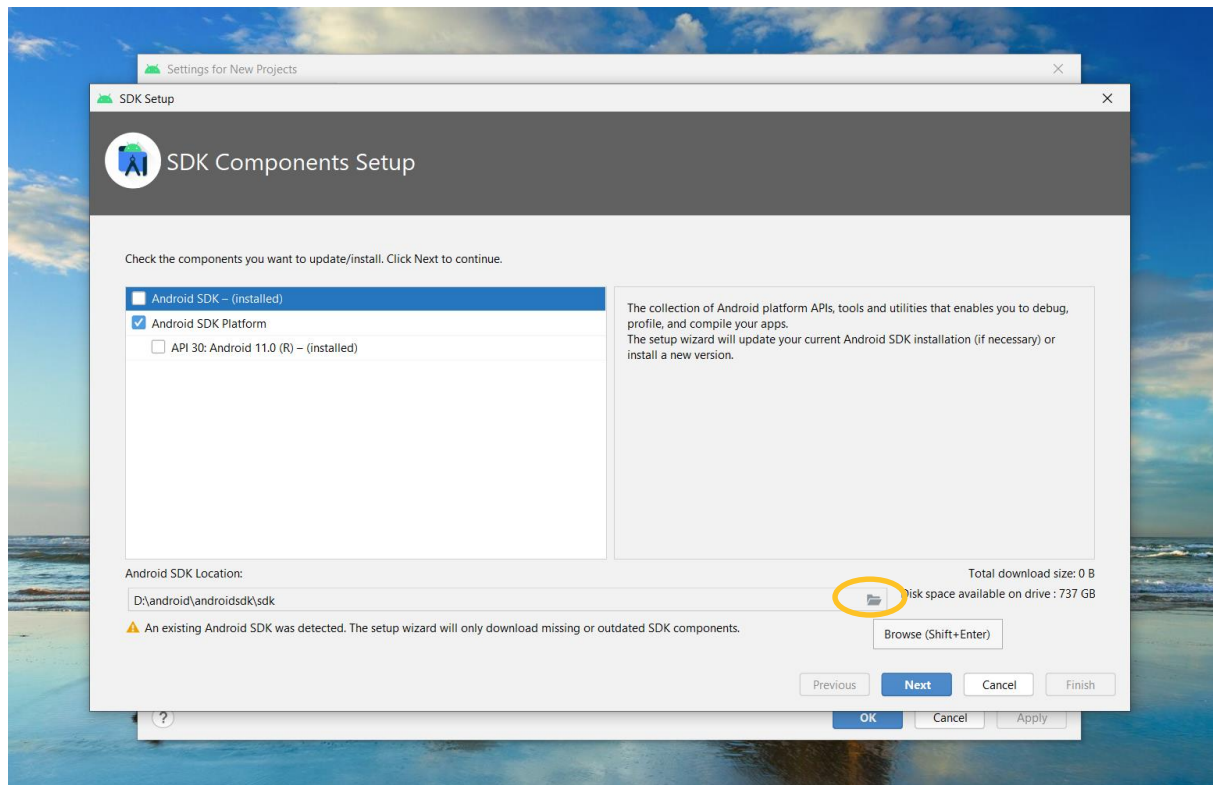 Settings for New Projects
SDK Setup
SDK Components Setup
Check the components you want to update/install. Click Next to continue.
Android SDK – (installed)
Android SDK Platform
API 30: Android 11.0 (R) – (installed)
The collection of Android platform APIs, tools and utilities that enables you to debug,
profile, and compile your apps.
The setup wizard will update your current Android SDK installation (if necessary) or
install a new version.
Android SDK Location:
Total download size: 0 B
D:\android\androidsdk\sdk
Disk space available on drive : 737 GB
An existing Android SDK was detected. The setup wizard will only download missing or outdated SDK components.
Browse (Shift+Enter)
Previous
Next
Cancel
Finish
?
OK
Cancel
Apply